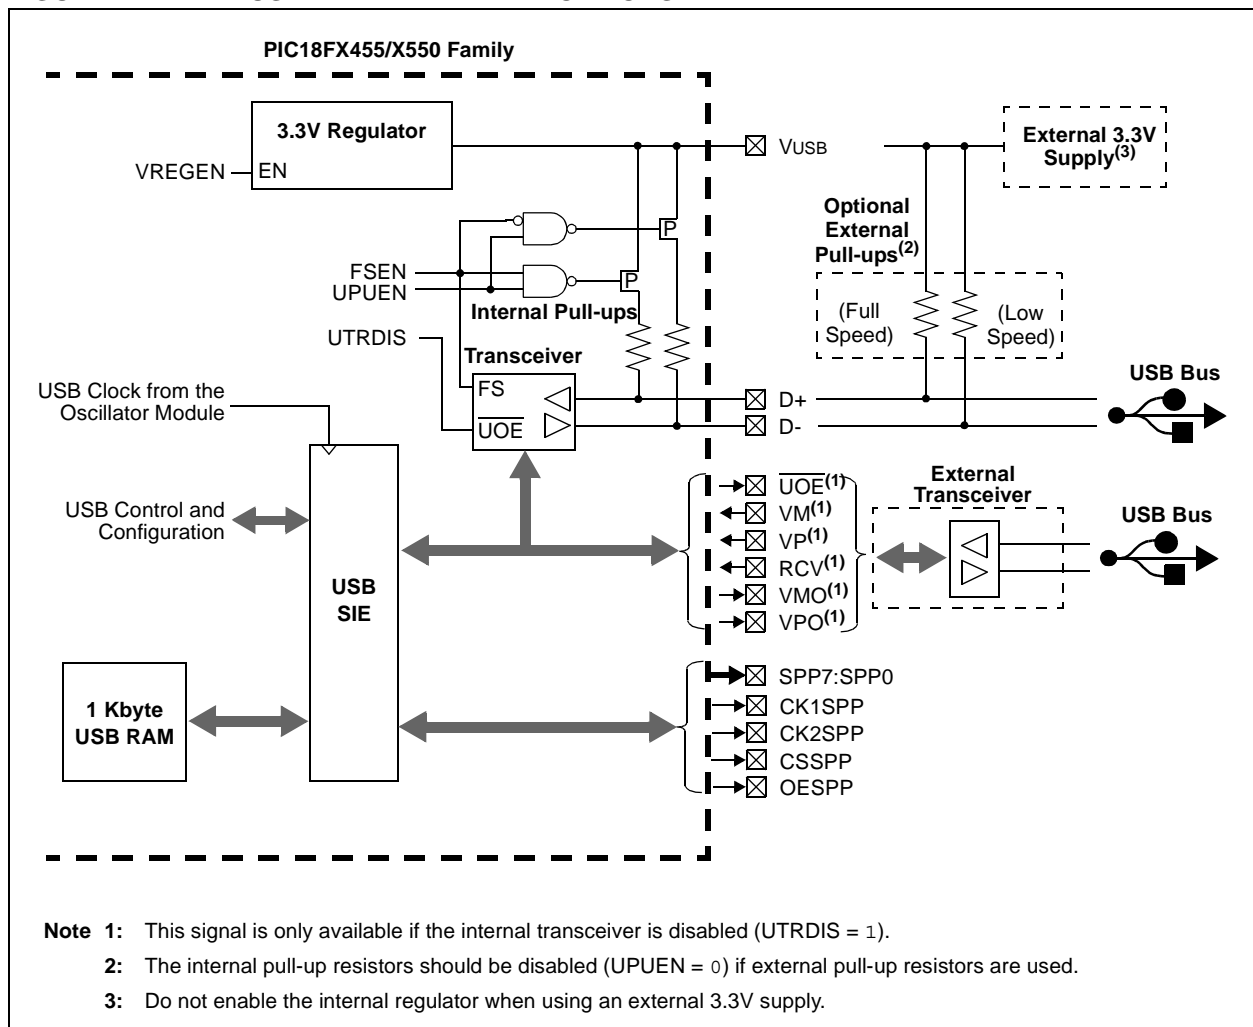 PIC18FX455/X550 Family
3.3V Regulator
EN
VREGEN
VUSB
External 3.3V
Supply(3)
Optional
External
Pull-ups(2)
P
P
FSEN
UPUEN
Internal Pull-ups
(Full
Speed)
(Low
Speed)
UTRDIS
Transceiver
FS
UOE
USB Clock from the
Oscillator Module
D+
D-
USB Bus
USB Control and
Configuration
UOE(1)
VM(1)
VP(1)
RCV(1)
VMO(1)
VPO(1)
External
Transceiver
USB Bus
USB
SIE
1 Kbyte
USB RAM
SPP7:SPP0
CK1SPP
CK2SPP
CSSPP
OESPP
Note 1: This signal is only available if the internal transceiver is disabled (UTRDIS = 1).
2: The internal pull-up resistors should be disabled (UPUEN = 0) if external pull-up resistors are used.
3: Do not enable the internal regulator when using an external 3.3V supply.